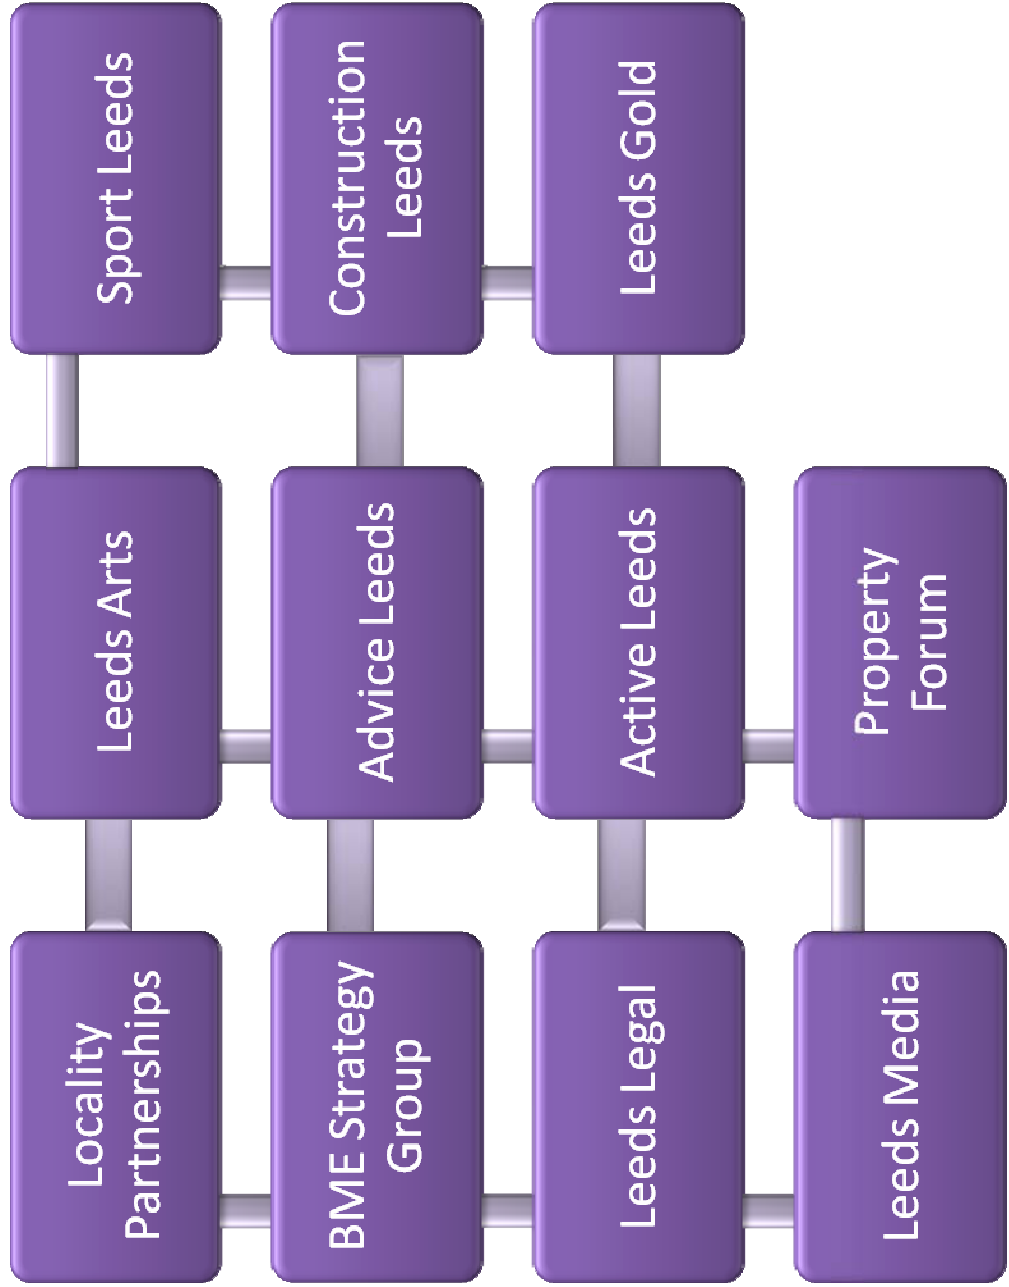 Locality
Partnerships
Leeds Arts
Sport Leeds
BME Strategy
Group
Advice Leeds
Construction
Leeds
Leeds Legal
Active Leeds
Leeds Gold
Leeds Media
Property
Forum